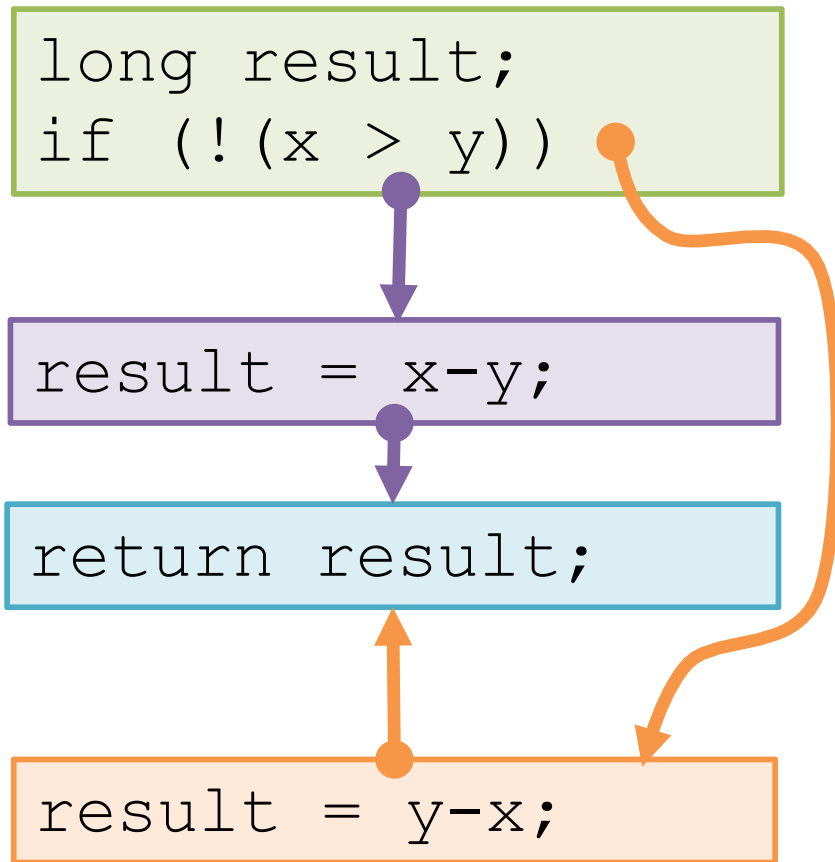 long result;
if (!(x > y))
result = x-y;
return result;
result = y-x;